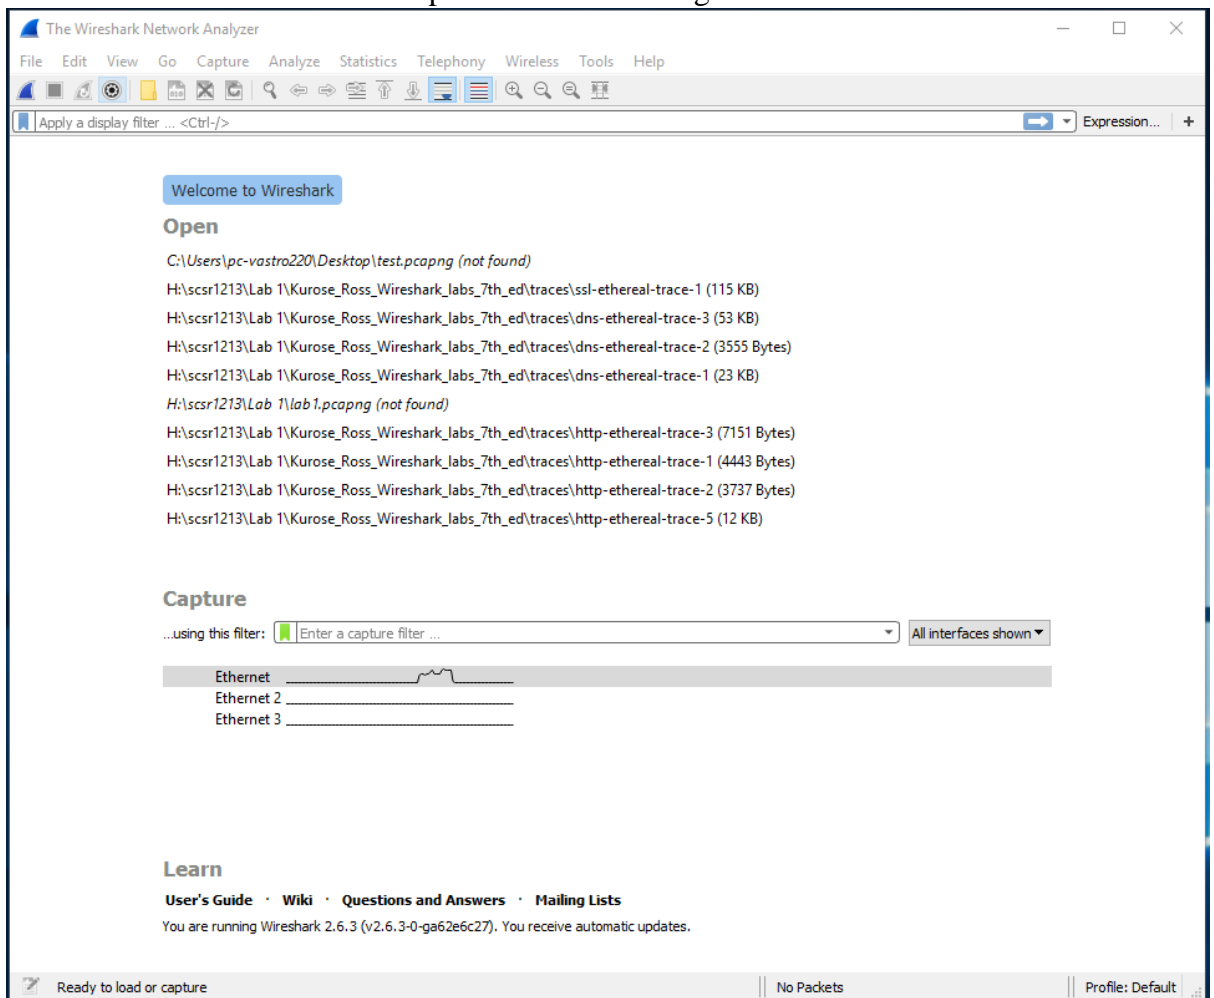 The Wireshark Network Analyzer
File Edit View Go Capture Analyze Statistics Telephony Wireless Tools Help
Apply a display filter ... <Ctrl-/> Expression... +
Welcome to Wireshark
Open
C:\Users\pc-vastro220\Desktop\test.pcapng (not found)
H:\scsr1213\Lab 1\Kurose_Ross_Wireshark_labs_7th_ed\traces\ssl-ethereal-trace-1 (115 KB)
H:\scsr1213\Lab 1\Kurose_Ross_Wireshark_labs_7th_ed\traces\dns-ethereal-trace-3 (53 KB)
H:\scsr1213\Lab 1\Kurose_Ross_Wireshark_labs_7th_ed\traces\dns-ethereal-trace-2 (3555 Bytes)
H:\scsr1213\Lab 1\Kurose_Ross_Wireshark_labs_7th_ed\traces\dns-ethereal-trace-1 (23 KB)
H:\scsr1213\Lab 1\lab1.pcapng (not found)
H:\scsr1213\Lab 1\Kurose_Ross_Wireshark_labs_7th_ed\traces\http-ethereal-trace-3 (7151 Bytes)
H:\scsr1213\Lab 1\Kurose_Ross_Wireshark_labs_7th_ed\traces\http-ethereal-trace-1 (4443 Bytes)
H:\scsr1213\Lab 1\Kurose_Ross_Wireshark_labs_7th_ed\traces\http-ethereal-trace-2 (3737 Bytes)
H:\scsr1213\Lab 1\Kurose_Ross_Wireshark_labs_7th_ed\traces\http-ethereal-trace-5 (12 KB)
Capture
...using this filter: Enter a capture filter ... All interfaces shown
Ethernet
Ethernet 2
Ethernet 3
Learn
User's Guide · Wiki · Questions and Answers · Mailing Lists
You are running Wireshark 2.6.3 (v2.6.3-0-ga62e6c27). You receive automatic updates.
Ready to load or capture No Packets Profile: Default